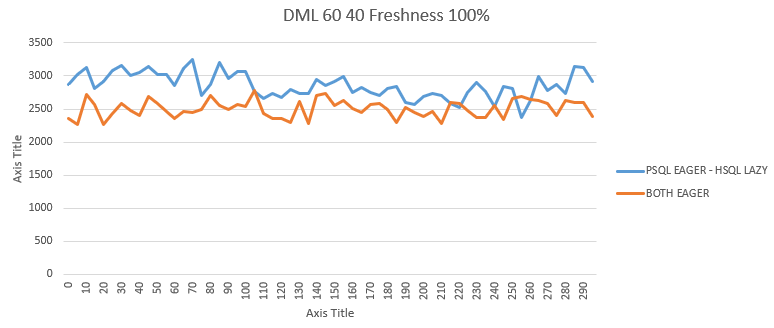 DML 60 40 Freshness 100%
3500
3000
2500
2000
1500
1000
500
0
Axis Title
0 10 20 30 40 50 60 70 80 90 100 110 120 130 140 150 160 170 180 190 200 210 220 230 240 250 260 270 280 290
Axis Title
PSQL EAGER - HSQL LAZY
BOTH EAGER